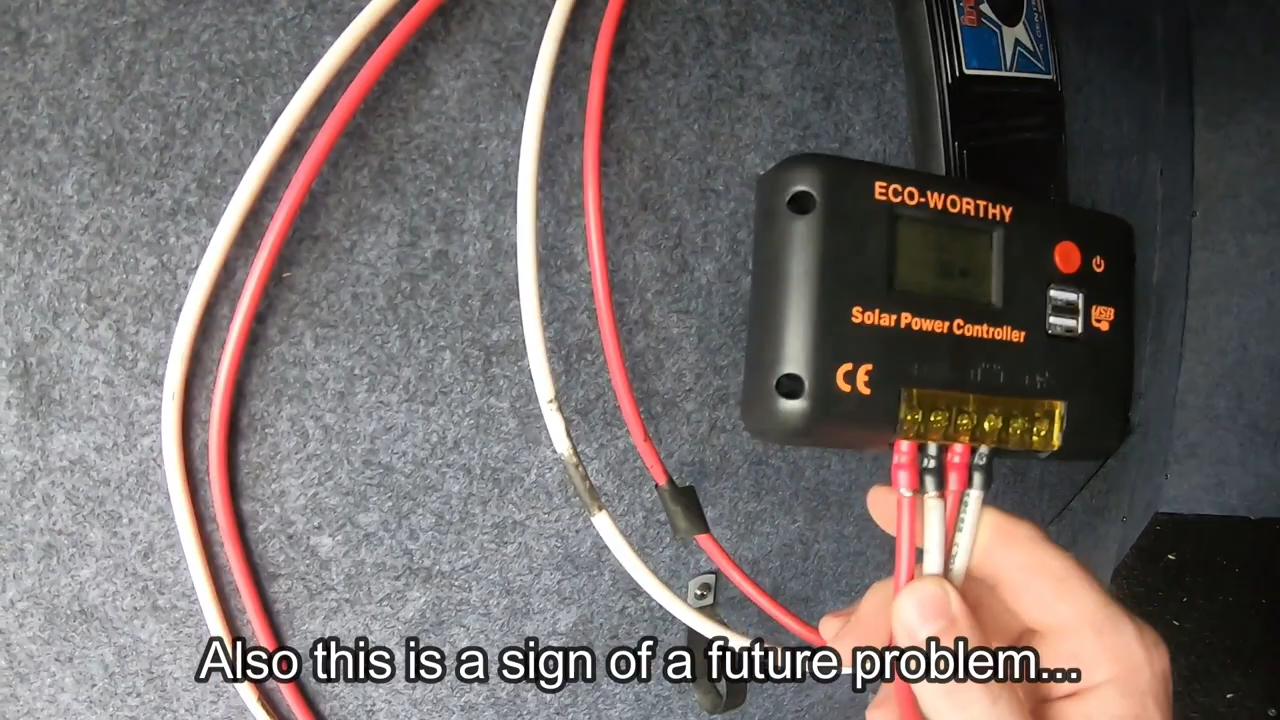 ECO-WORTHY
Solar Power Controller
USB
CE
Also this is a sign of a future problem...